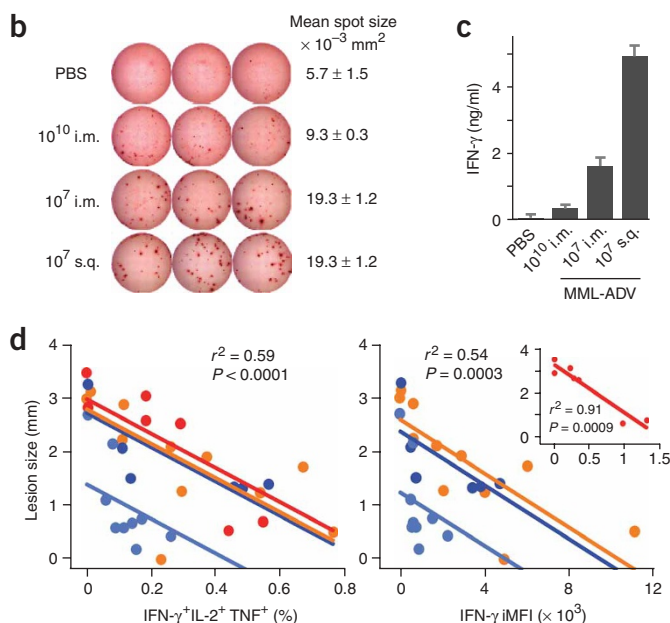 b
Mean spot size
× 10⁻³ mm²
PBS
5.7 ± 1.5
10¹⁰ i.m.
9.3 ± 0.3
10⁷ i.m.
19.3 ± 1.2
10⁷ s.q.
19.3 ± 1.2
c
IFN-γ (ng/ml)
4
2
0
PBS
10¹⁰ i.m.
10⁷ i.m.
10⁷ s.q.
MML-ADV
d
Lesion size (mm)
4
3
2
1
0
r² = 0.59
P < 0.0001
0
0.2
0.4
0.6
0.8
IFN-γ⁺IL-2⁺ TNF⁺ (%)
4
3
2
1
0
r² = 0.54
P = 0.0003
0
4
8
12
IFN-γ iMFI (× 10³)
4
2
0
r² = 0.91
P = 0.0009
0
0.5
1
1.5